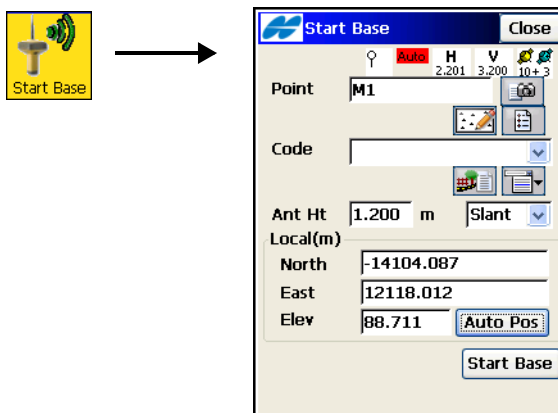 Start Base
Start Base Close
Auto H V
2.201 3.200 10+3
Point M1
Code
Ant Ht 1.200 m Slant
Local(m)
North -14104.087
East 12118.012
Elev 88.711 Auto Pos
Start Base